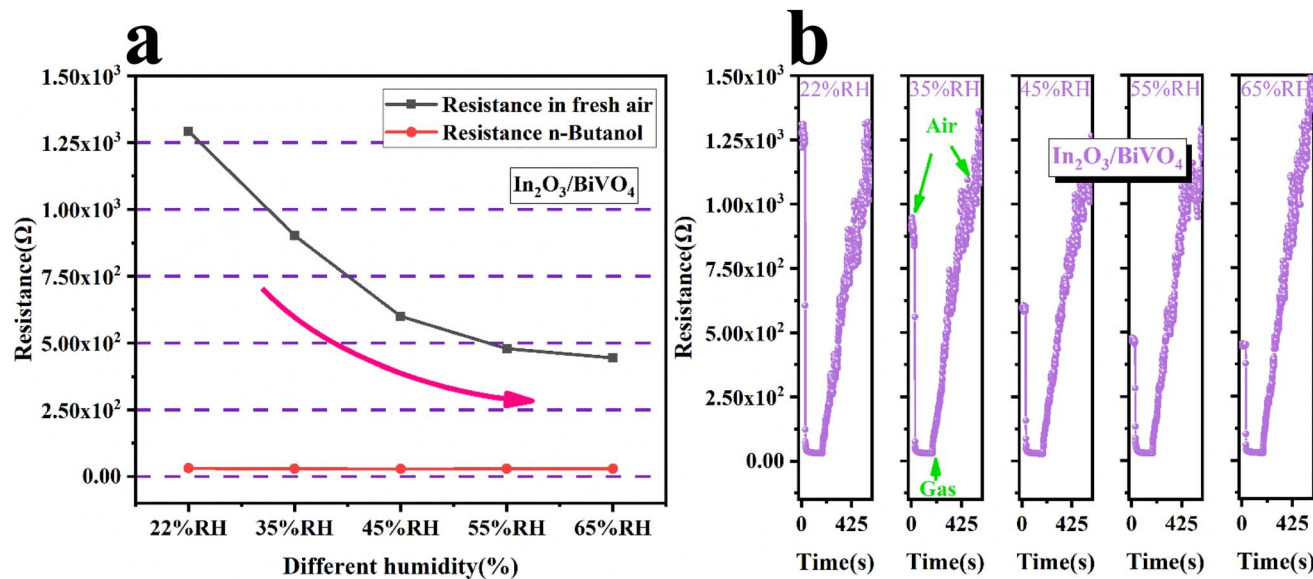 a
1.50x10³
1.25x10³
1.00x10³
7.50x10²
5.00x10²
2.50x10²
0.00
Resistance(Ω)
Resistance in fresh air
Resistance n-Butanol
In₂O₃/BiVO₄
22%RH 35%RH 45%RH 55%RH 65%RH
Different humidity(%)
b
1.50x10³
1.25x10³
1.00x10³
7.50x10²
5.00x10²
2.50x10²
0.00
Resistance(Ω)
22%RH 35%RH 45%RH 55%RH 65%RH
Air
In₂O₃/BiVO₄
Gas
0 425 0 425 0 425 0 425 0 425
Time(s) Time(s) Time(s) Time(s) Time(s)